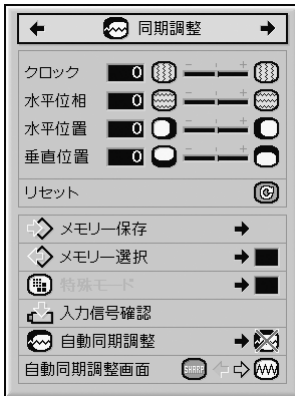 同期調整
クロック 0
水平位相 0
水平位置 0
垂直位置 0
リセット
メモリー保存
メモリー選択
特殊モード
入力信号確認
自動同期調整
自動同期調整画面 SHARP